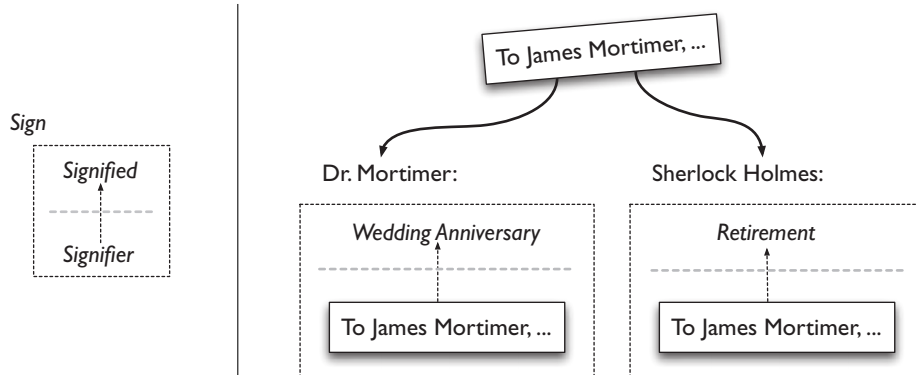 Sign
Signified
Signifier
To James Mortimer, ...
Dr. Mortimer:
Wedding Anniversary
To James Mortimer, ...
Sherlock Holmes:
Retirement
To James Mortimer, ...